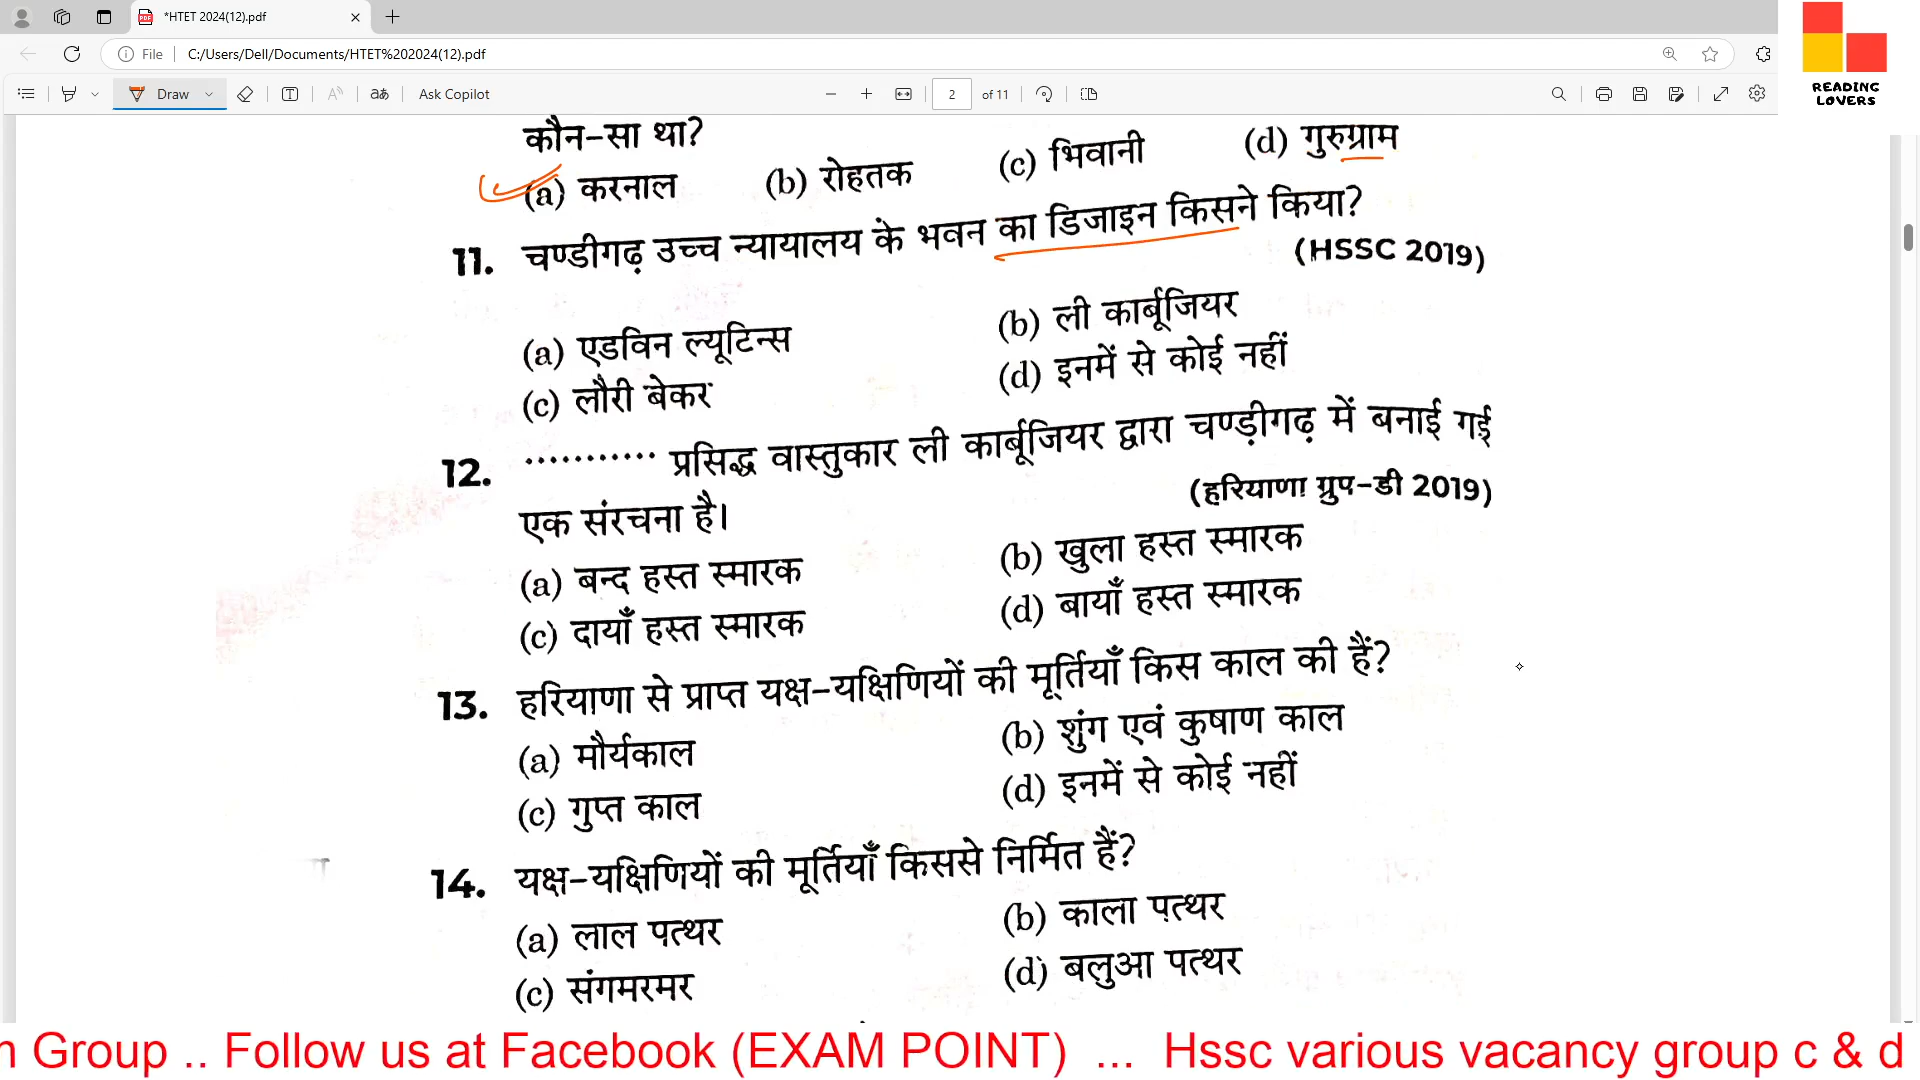 *HTET 2024(12).pdf
File C:/Users/Dell/Documents/HTET%202024(12).pdf
READING
LOVERS
Draw aあ Ask Copilot 2 of 11
कौन-सा था?
(a) करनाल (b) रोहतक (c) भिवानी (d) गुरुग्राम
11. चण्डीगढ़ उच्च न्यायालय के भवन का डिजाइन किसने किया?
(HSSC 2019)
(a) एडविन ल्यूटिन्स (b) ली कार्बूजियर
(c) लौरी बेकर (d) इनमें से कोई नहीं
12. ........... प्रसिद्ध वास्तुकार ली कार्बूजियर द्वारा चण्ड़ीगढ़ में बनाई गई
एक संरचना है। (हरियाणा ग्रुप-डी 2019)
(a) बन्द हस्त स्मारक (b) खुला हस्त स्मारक
(c) दायाँ हस्त स्मारक (d) बायाँ हस्त स्मारक
13. हरियाणा से प्राप्त यक्ष-यक्षिणियों की मूर्तियाँ किस काल की हैं?
(a) मौर्यकाल (b) शुंग एवं कुषाण काल
(c) गुप्त काल (d) इनमें से कोई नहीं
14. यक्ष-यक्षिणियों की मूर्तियाँ किससे निर्मित हैं?
(a) लाल पत्थर (b) काला पत्थर
(c) संगमरमर (d) बलुआ पत्थर
n Group .. Follow us at Facebook (EXAM POINT) ... Hssc various vacancy group c & d